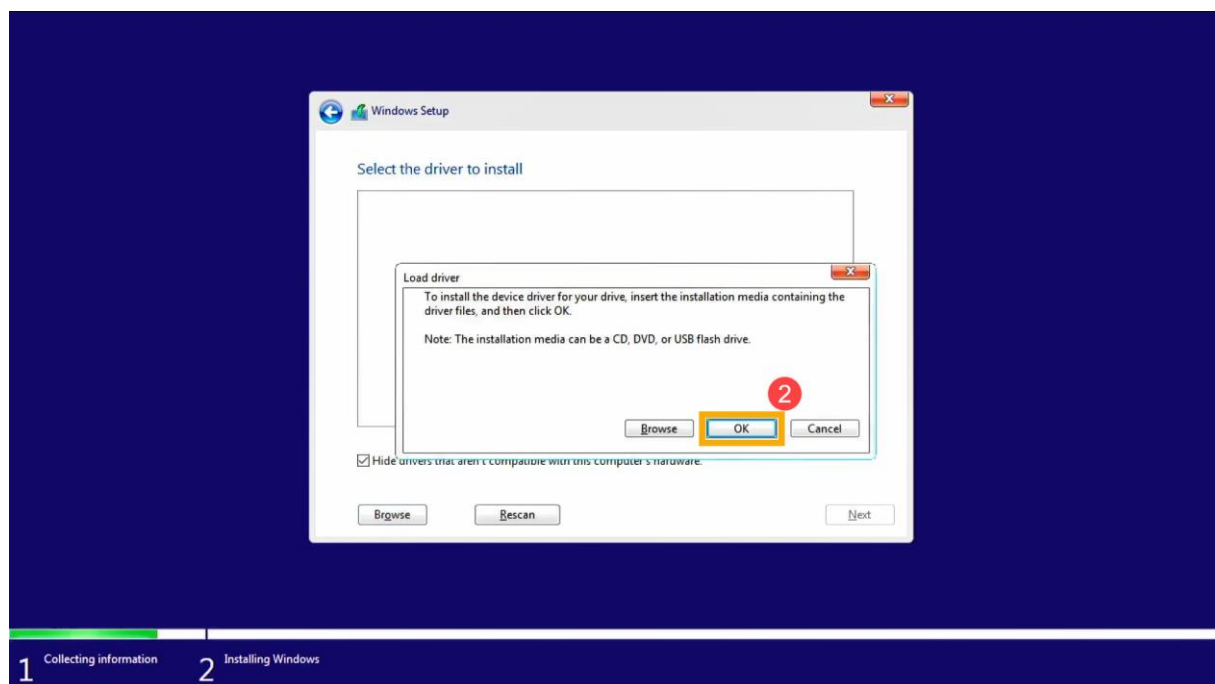 Windows Setup
Select the driver to install
Load driver
To install the device driver for your drive, insert the installation media containing the
driver files, and then click OK.
Note: The installation media can be a CD, DVD, or USB flash drive.
2
Browse OK Cancel
Hide drivers that aren't compatible with this computer's hardware.
Browse Rescan Next
1 Collecting information 2 Installing Windows